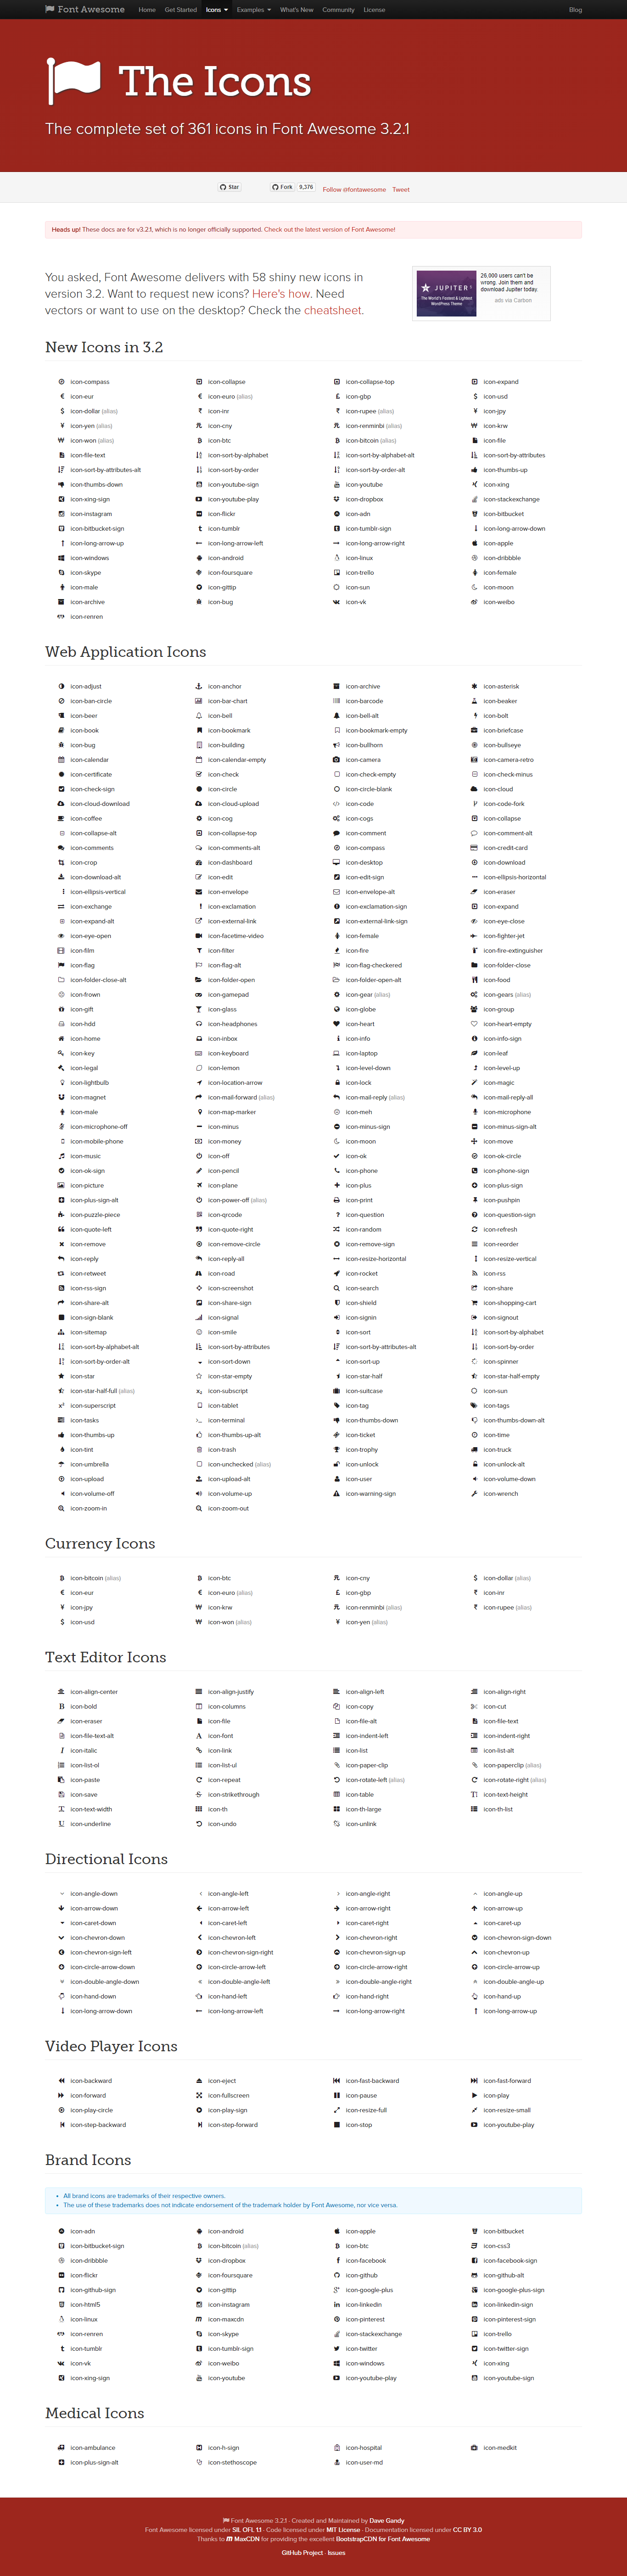 Font Awesome Home Get Started Icons Examples What's New Community License Blog
The Icons
The complete set of 361 icons in Font Awesome 3.2.1
Star Fork 9,376 Follow @fontawesome Tweet
Heads up! These docs are for v3.2.1, which is no longer officially supported. Check out the latest version of Font Awesome!
You asked, Font Awesome delivers with 58 shiny new icons in
version 3.2. Want to request new icons? Here's how. Need
vectors or want to use on the desktop? Check the cheatsheet.
JUPITER
The World's Fastest & Lightest
WordPress Theme
26,000 users can't be
wrong. Join them and
download Jupiter today.
ads via Carbon
New Icons in 3.2
icon-compass icon-collapse icon-collapse-top icon-expand
icon-eur icon-euro (alias) icon-gbp icon-usd
icon-dollar (alias) icon-inr icon-rupee (alias) icon-jpy
icon-yen (alias) icon-cny icon-renminbi (alias) icon-krw
icon-won (alias) icon-btc icon-bitcoin (alias) icon-file
icon-file-text icon-sort-by-alphabet icon-sort-by-alphabet-alt icon-sort-by-attributes
icon-sort-by-attributes-alt icon-sort-by-order icon-sort-by-order-alt icon-thumbs-up
icon-thumbs-down icon-youtube-sign icon-youtube icon-xing
icon-xing-sign icon-youtube-play icon-dropbox icon-stackexchange
icon-instagram icon-flickr icon-adn icon-bitbucket
icon-bitbucket-sign icon-tumblr icon-tumblr-sign icon-long-arrow-down
icon-long-arrow-up icon-long-arrow-left icon-long-arrow-right icon-apple
icon-windows icon-android icon-linux icon-dribbble
icon-skype icon-foursquare icon-trello icon-female
icon-male icon-gittip icon-sun icon-moon
icon-archive icon-bug icon-vk icon-weibo
icon-renren
Web Application Icons
icon-adjust icon-anchor icon-archive icon-asterisk
icon-ban-circle icon-bar-chart icon-barcode icon-beaker
icon-beer icon-bell icon-bell-alt icon-bolt
icon-book icon-bookmark icon-bookmark-empty icon-briefcase
icon-bug icon-building icon-bullhorn icon-bullseye
icon-calendar icon-calendar-empty icon-camera icon-camera-retro
icon-certificate icon-check icon-check-empty icon-check-minus
icon-check-sign icon-circle icon-circle-blank icon-cloud
icon-cloud-download icon-cloud-upload icon-code icon-code-fork
icon-coffee icon-cog icon-cogs icon-collapse
icon-collapse-alt icon-collapse-top icon-comment icon-comment-alt
icon-comments icon-comments-alt icon-compass icon-credit-card
icon-crop icon-dashboard icon-desktop icon-download
icon-download-alt icon-edit icon-edit-sign icon-ellipsis-horizontal
icon-ellipsis-vertical icon-envelope icon-envelope-alt icon-eraser
icon-exchange icon-exclamation icon-exclamation-sign icon-expand
icon-expand-alt icon-external-link icon-external-link-sign icon-eye-close
icon-eye-open icon-facetime-video icon-female icon-fighter-jet
icon-film icon-filter icon-fire icon-fire-extinguisher
icon-flag icon-flag-alt icon-flag-checkered icon-folder-close
icon-folder-close-alt icon-folder-open icon-folder-open-alt icon-food
icon-frown icon-gamepad icon-gear (alias) icon-gears (alias)
icon-gift icon-glass icon-globe icon-group
icon-hdd icon-headphones icon-heart icon-heart-empty
icon-home icon-inbox icon-info icon-info-sign
icon-key icon-keyboard icon-laptop icon-leaf
icon-legal icon-lemon icon-level-down icon-level-up
icon-lightbulb icon-location-arrow icon-lock icon-magic
icon-magnet icon-mail-forward (alias) icon-mail-reply (alias) icon-mail-reply-all
icon-male icon-map-marker icon-meh icon-microphone
icon-microphone-off icon-minus icon-minus-sign icon-minus-sign-alt
icon-mobile-phone icon-money icon-moon icon-move
icon-music icon-off icon-ok icon-ok-circle
icon-ok-sign icon-pencil icon-phone icon-phone-sign
icon-picture icon-plane icon-plus icon-plus-sign
icon-plus-sign-alt icon-power-off (alias) icon-print icon-pushpin
icon-puzzle-piece icon-qrcode icon-question icon-question-sign
icon-quote-left icon-quote-right icon-random icon-refresh
icon-remove icon-remove-circle icon-remove-sign icon-reorder
icon-reply icon-reply-all icon-resize-horizontal icon-resize-vertical
icon-retweet icon-road icon-rocket icon-rss
icon-rss-sign icon-screenshot icon-search icon-share
icon-share-alt icon-share-sign icon-shield icon-shopping-cart
icon-sign-blank icon-signal icon-signin icon-signout
icon-sitemap icon-smile icon-sort icon-sort-by-alphabet
icon-sort-by-alphabet-alt icon-sort-by-attributes icon-sort-by-attributes-alt icon-sort-by-order
icon-sort-by-order-alt icon-sort-down icon-sort-up icon-spinner
icon-star icon-star-empty icon-star-half icon-star-half-empty
icon-star-half-full (alias) icon-subscript icon-suitcase icon-sun
icon-superscript icon-tablet icon-tag icon-tags
icon-tasks icon-terminal icon-thumbs-down icon-thumbs-down-alt
icon-thumbs-up icon-thumbs-up-alt icon-ticket icon-time
icon-tint icon-trash icon-trophy icon-truck
icon-umbrella icon-unchecked (alias) icon-unlock icon-unlock-alt
icon-upload icon-upload-alt icon-user icon-volume-down
icon-volume-off icon-volume-up icon-warning-sign icon-wrench
icon-zoom-in icon-zoom-out
Currency Icons
icon-bitcoin (alias) icon-btc icon-cny icon-dollar (alias)
icon-eur icon-euro (alias) icon-gbp icon-inr
icon-jpy icon-krw icon-renminbi (alias) icon-rupee (alias)
icon-usd icon-won (alias) icon-yen (alias)
Text Editor Icons
icon-align-center icon-align-justify icon-align-left icon-align-right
icon-bold icon-columns icon-copy icon-cut
icon-eraser icon-file icon-file-alt icon-file-text
icon-file-text-alt icon-font icon-indent-left icon-indent-right
icon-italic icon-link icon-list icon-list-alt
icon-list-ol icon-list-ul icon-paper-clip icon-paperclip (alias)
icon-paste icon-repeat icon-rotate-left (alias) icon-rotate-right (alias)
icon-save icon-strikethrough icon-table icon-text-height
icon-text-width icon-th icon-th-large icon-th-list
icon-underline icon-undo icon-unlink
Directional Icons
icon-angle-down icon-angle-left icon-angle-right icon-angle-up
icon-arrow-down icon-arrow-left icon-arrow-right icon-arrow-up
icon-caret-down icon-caret-left icon-caret-right icon-caret-up
icon-chevron-down icon-chevron-left icon-chevron-right icon-chevron-sign-down
icon-chevron-sign-left icon-chevron-sign-right icon-chevron-sign-up icon-chevron-up
icon-circle-arrow-down icon-circle-arrow-left icon-circle-arrow-right icon-circle-arrow-up
icon-double-angle-down icon-double-angle-left icon-double-angle-right icon-double-angle-up
icon-hand-down icon-hand-left icon-hand-right icon-hand-up
icon-long-arrow-down icon-long-arrow-left icon-long-arrow-right icon-long-arrow-up
Video Player Icons
icon-backward icon-eject icon-fast-backward icon-fast-forward
icon-forward icon-fullscreen icon-pause icon-play
icon-play-circle icon-play-sign icon-resize-full icon-resize-small
icon-step-backward icon-step-forward icon-stop icon-youtube-play
Brand Icons
All brand icons are trademarks of their respective owners.
The use of these trademarks does not indicate endorsement of the trademark holder by Font Awesome, nor vice versa.
icon-adn icon-android icon-apple icon-bitbucket
icon-bitbucket-sign icon-bitcoin (alias) icon-btc icon-css3
icon-dribbble icon-dropbox icon-facebook icon-facebook-sign
icon-flickr icon-foursquare icon-github icon-github-alt
icon-github-sign icon-gittip icon-google-plus icon-google-plus-sign
icon-html5 icon-instagram icon-linkedin icon-linkedin-sign
icon-linux icon-maxcdn icon-pinterest icon-pinterest-sign
icon-renren icon-skype icon-stackexchange icon-trello
icon-tumblr icon-tumblr-sign icon-twitter icon-twitter-sign
icon-vk icon-weibo icon-windows icon-xing
icon-xing-sign icon-youtube icon-youtube-play icon-youtube-sign
Medical Icons
icon-ambulance icon-h-sign icon-hospital icon-medkit
icon-plus-sign-alt icon-stethoscope icon-user-md
Font Awesome 3.2.1 · Created and Maintained by Dave Gandy
Font Awesome licensed under SIL OFL 1.1 · Code licensed under MIT License · Documentation licensed under CC BY 3.0
Thanks to MaxCDN for providing the excellent BootstrapCDN for Font Awesome
GitHub Project · Issues